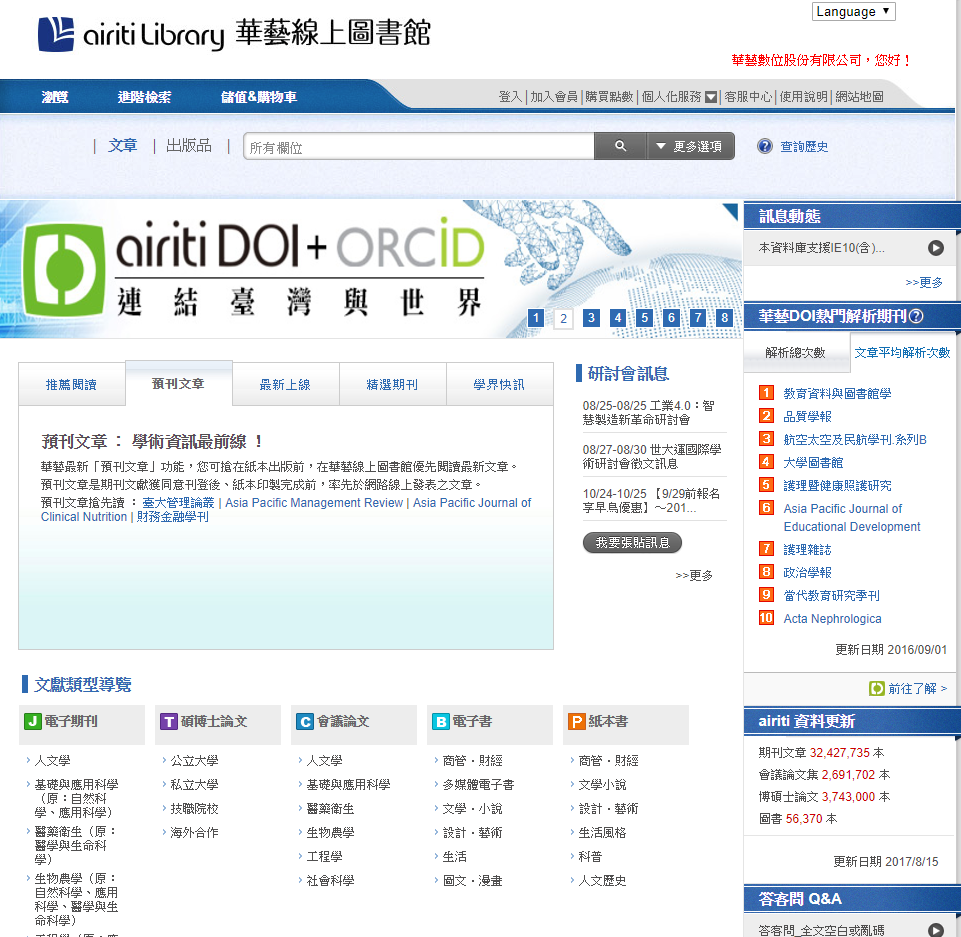 Language
airiti Library 華藝線上圖書館
華藝數位股份有限公司，您好！
瀏覽 進階檢索 儲值&購物車
登入 | 加入會員 | 購買點數 | 個人化服務 | 客服中心 | 使用說明 | 網站地圖
| 文章 | 出版品 | 所有欄位 更多選項 查詢歷史
airiti DOI + ORCiD
連結臺灣與世界
1 2 3 4 5 6 7 8
推薦閱讀 預刊文章 最新上線 精選期刊 學界快訊
預刊文章 ： 學術資訊最前線 ！
華藝最新「預刊文章」功能，您可搶在紙本出版前，在華藝線上圖書館優先閱讀最新文章。
預刊文章是期刊文獻獲同意刊登後、紙本印製完成前，率先於網路線上發表之文章。
預刊文章搶先讀 ： 臺大管理論叢 | Asia Pacific Management Review | Asia Pacific Journal of
Clinical Nutrition | 財務金融學刊
研討會訊息
08/25-08/25 工業4.0：智
慧製造新革命研討會
08/27-08/30 世大運國際學
術研討會徵文訊息
10/24-10/25 【9/29前報名
享早鳥優惠】～201...
我要張貼訊息
>>更多
文獻類型導覽
J 電子期刊
人文學
基礎與應用科學
（原：自然科
學、應用科學）
醫藥衛生（原：
醫學與生命科
學）
生物農學（原：
自然科學、應用
科學、醫學與生
命科學）
工程學（原：應
T 碩博士論文
公立大學
私立大學
技職院校
海外合作
C 會議論文
人文學
基礎與應用科學
醫藥衛生
生物農學
工程學
社會科學
B 電子書
商管．財經
多媒體電子書
文學．小說
設計．藝術
生活
圖文．漫畫
P 紙本書
商管．財經
文學小說
設計．藝術
生活風格
科普
人文歷史
訊息動態
本資料庫支援IE10(含)...
>>更多
華藝DOI熱門解析期刊?
解析總次數 文章平均解析次數
1 教育資料與圖書館學
2 品質學報
3 航空太空及民航學刊.系列B
4 大學圖書館
5 護理暨健康照護研究
6 Asia Pacific Journal of
Educational Development
7 護理雜誌
8 政治學報
9 當代教育研究季刊
10 Acta Nephrologica
更新日期 2016/09/01
前往了解 >
airiti 資料更新
期刊文章 32,427,735 本
會議論文集 2,691,702 本
博碩士論文 3,743,000 本
圖書 56,370 本
更新日期 2017/8/15
答客問 Q&A
答客問_全文空白或亂碼